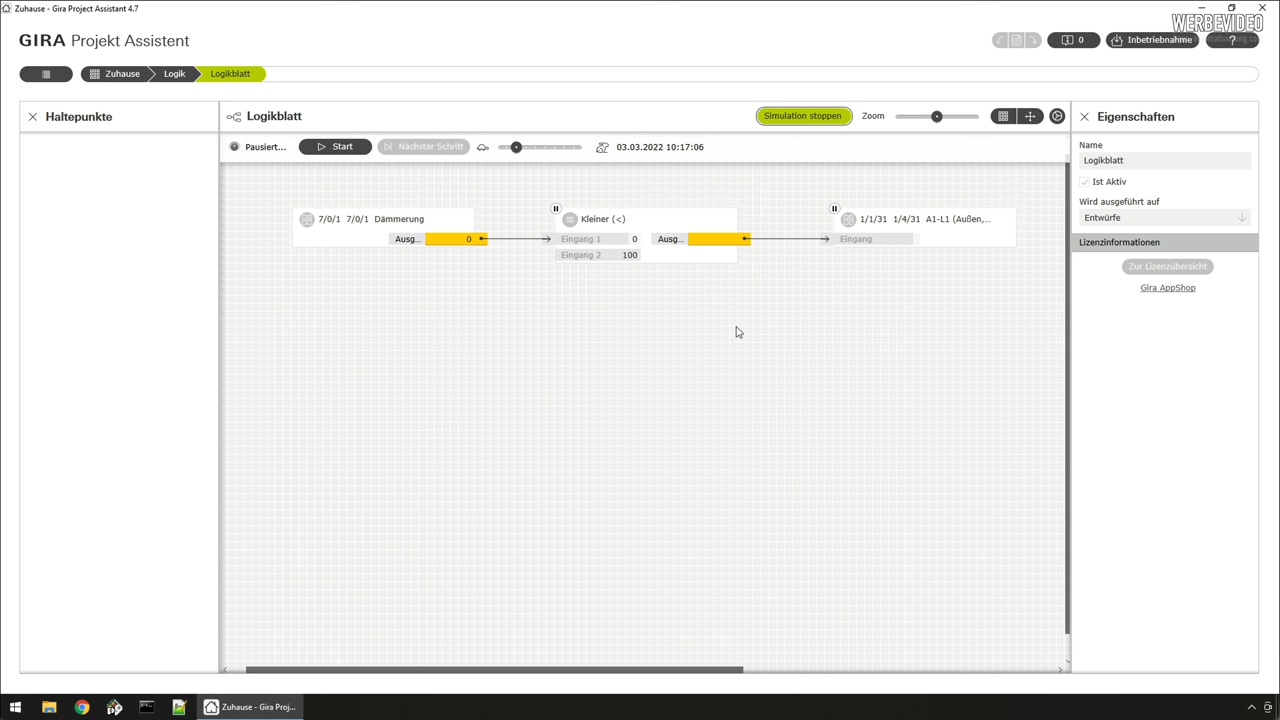 Zuhause - Gira Project Assistant 4.7
WERBEVIDEO
GIRA Projekt Assistent
0
Inbetriebnahme
?
Zuhause
Logik
Logikblatt
Haltepunkte
Logikblatt
Simulation stoppen
Zoom
Eigenschaften
Pausiert...
Start
Nächster Schritt
03.03.2022 10:17:06
Name
Logikblatt
Ist Aktiv
Wird ausgeführt auf
Entwürfe
Lizenzinformationen
Zur Lizenzübersicht
Gira AppShop
7/0/1 7/0/1 Dämmerung
Ausg... 0
Kleiner (<)
Eingang 1 0
Ausg...
Eingang 2 100
1/1/31 1/4/31 A1-L1 (Außen,...
Eingang
Zuhause - Gira Proj...